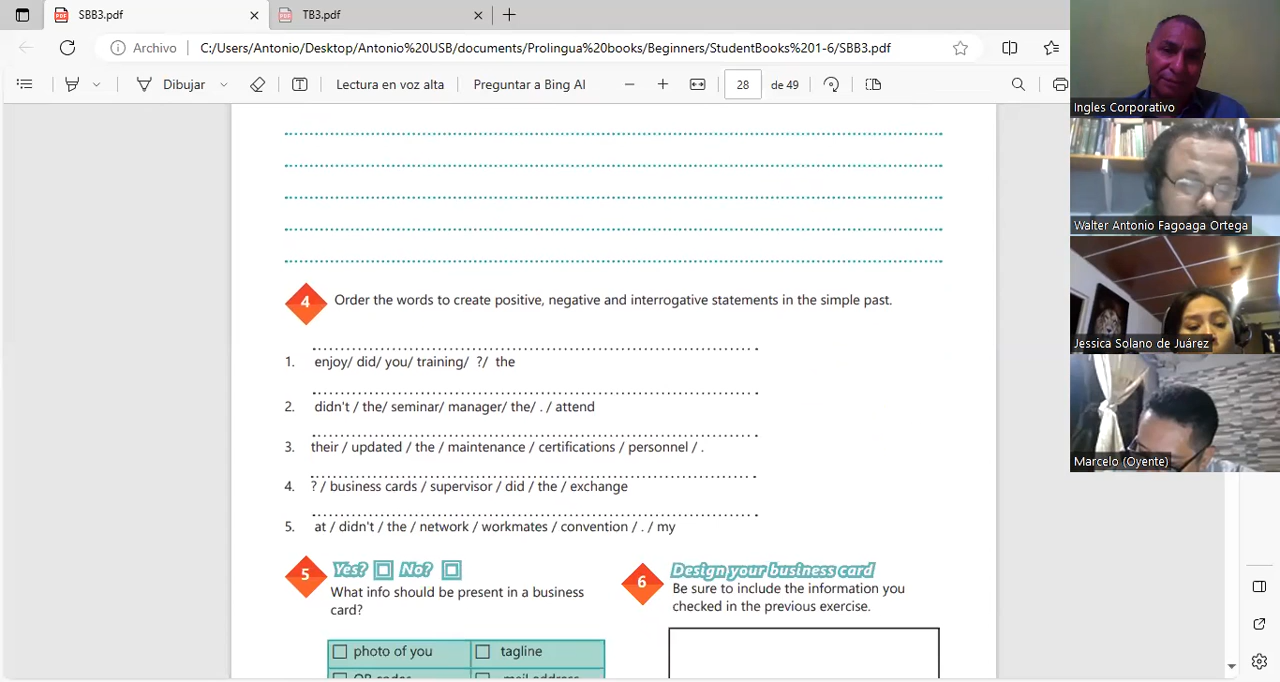 SBB3.pdf
TB3.pdf
Archivo
C:/Users/Antonio/Desktop/Antonio%20USB/documents/Prolingua%20books/Beginners/StudentBooks%201-6/SBB3.pdf
Dibujar
Lectura en voz alta
Preguntar a Bing AI
28 de 49
Ingles Corporativo
Walter Antonio Fagoaga Ortega
Jessica Solano de Juárez
Marcelo (Oyente)
4 Order the words to create positive, negative and interrogative statements in the simple past.
1. enjoy/ did/ you/ training/ ?/ the
2. didn't / the/ seminar/ manager/ the/ . / attend
3. their / updated / the / maintenance / certifications / personnel / .
4. ? / business cards / supervisor / did / the / exchange
5. at / didn't / the / network / workmates / convention / . / my
5 Yes? No?
What info should be present in a business
card?
photo of you
tagline
6 Design your business card
Be sure to include the information you
checked in the previous exercise.